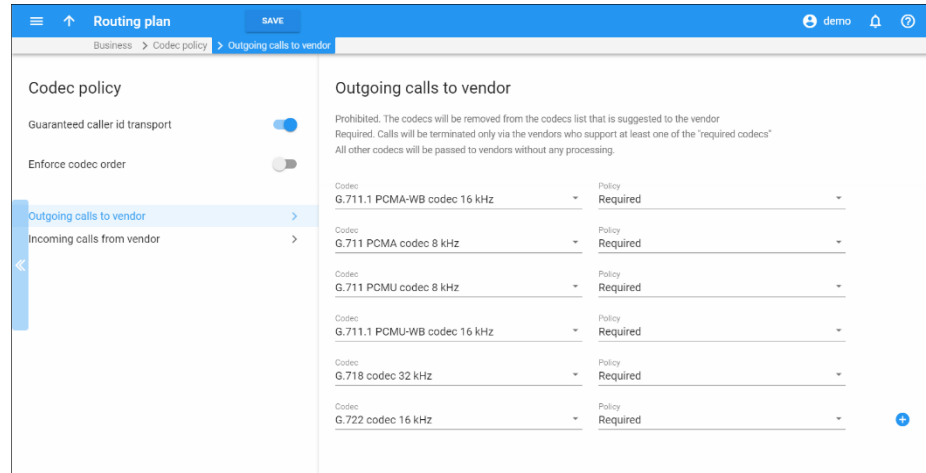 Routing plan
SAVE
demo
Business > Codec policy > Outgoing calls to vendor
Codec policy
Guaranteed caller id transport
Enforce codec order
Outgoing calls to vendor
Incoming calls from vendor
Outgoing calls to vendor
Prohibited. The codecs will be removed from the codecs list that is suggested to the vendor
Required. Calls will be terminated only via the vendors who support at least one of the "required codecs"
All other codecs will be passed to vendors without any processing.
Codec Policy
G.711.1 PCMA-WB codec 16 kHz Required
Codec Policy
G.711 PCMA codec 8 kHz Required
Codec Policy
G.711 PCMU codec 8 kHz Required
Codec Policy
G.711.1 PCMU-WB codec 16 kHz Required
Codec Policy
G.718 codec 32 kHz Required
Codec Policy
G.722 codec 16 kHz Required